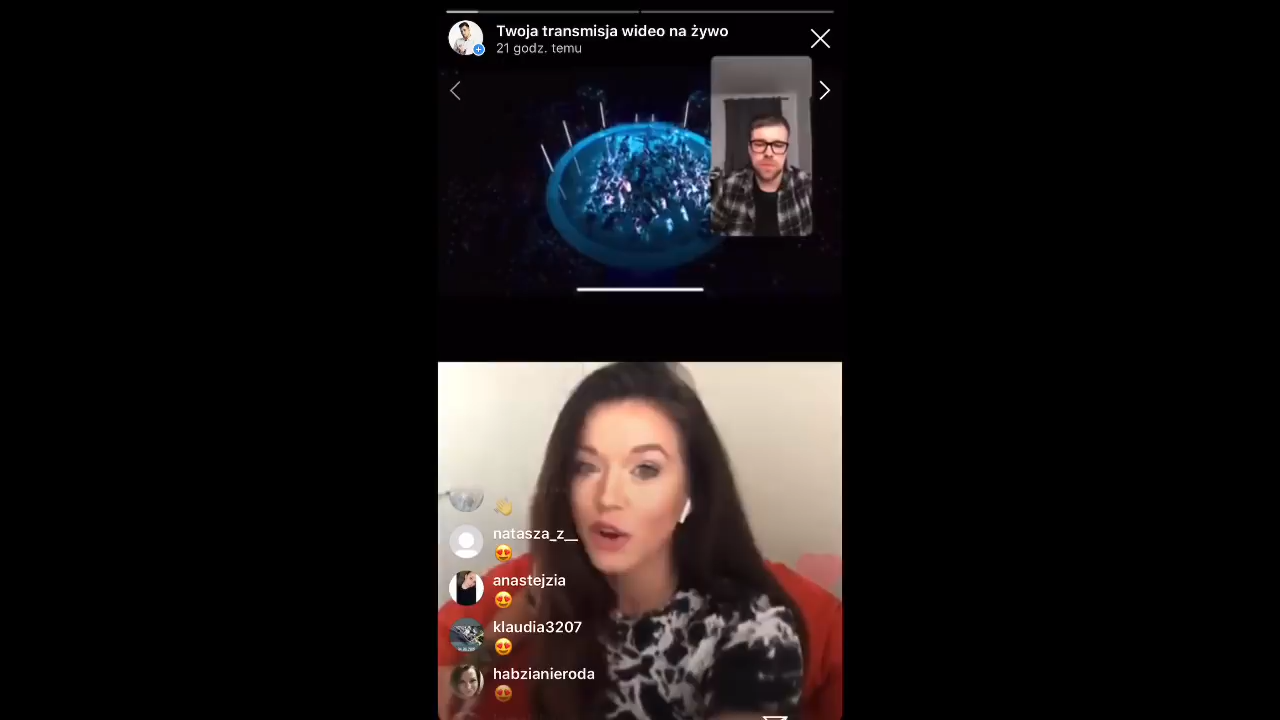 Twoja transmisja wideo na żywo
21 godz. temu
natasza_z__
anastejzia
klaudia3207
habzianieroda